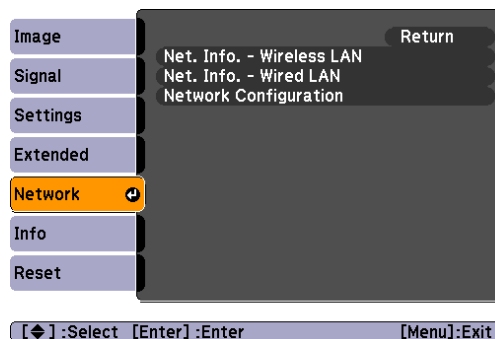 Image
Signal
Settings
Extended
Network
Info
Reset
Return
Net. Info. - Wireless LAN
Net. Info. - Wired LAN
Network Configuration
[◆] :Select [Enter] :Enter [Menu]:Exit